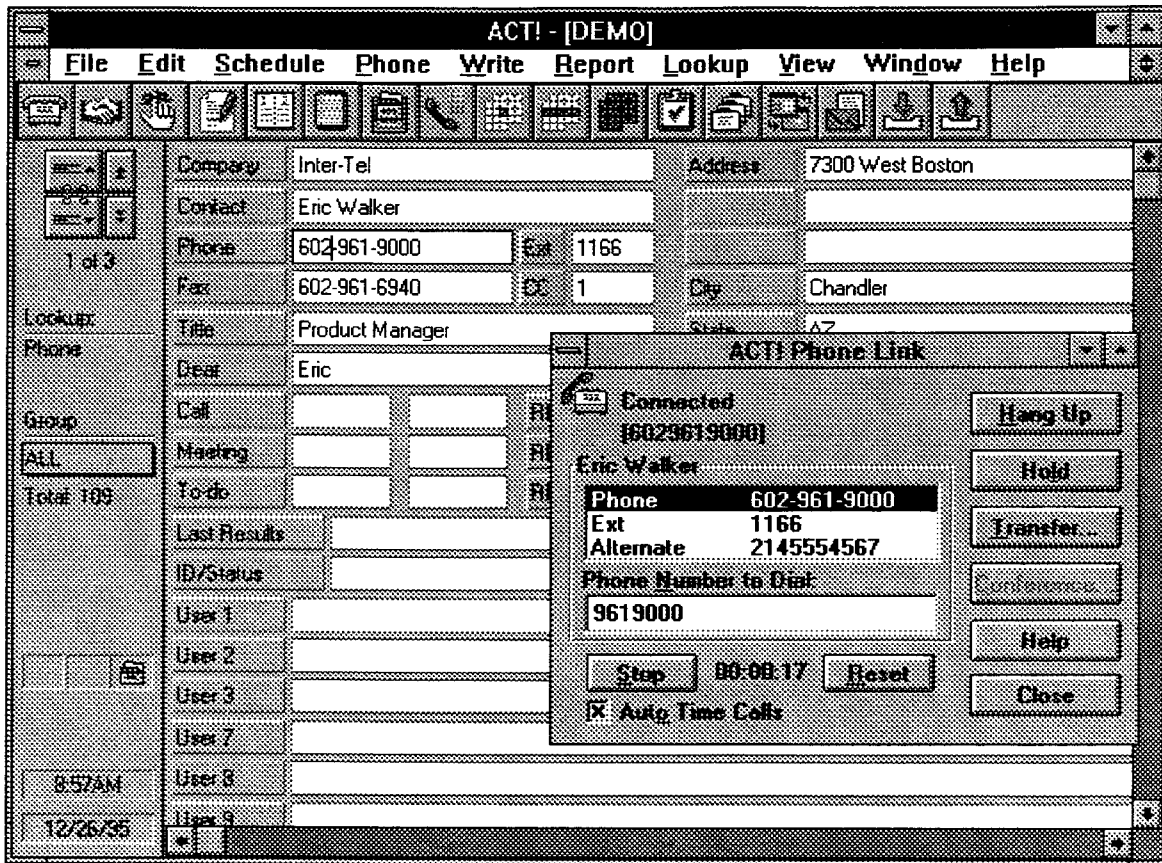 ACT! - [DEMO]
File Edit Schedule Phone Write Report Lookup View Window Help
Company Inter-Tel Address 7300 West Boston
Contact Eric Walker
Phone 602-961-9000 Ext 1166
1 of 3
Fax 602-961-6940 CC 1 City Chandler
Lookup:
Title Product Manager State AZ
Phone
Dear Eric
ACT! Phone Link
Connected
[6029619000]
Hang Up
Eric Walker
Hold
Phone 602-961-9000
Ext 1166
Alternate 2145554567
Transfer...
Phone Number to Dial:
Conference...
9619000
Help
Stop 00:00:17 Reset
Close
Auto Time Calls
Call
Group
Meeting
ALL
To-do
Total: 109
Last Results
ID/Status
User 1
User 2
User 3
User 7
User 8
8:57AM
User 9